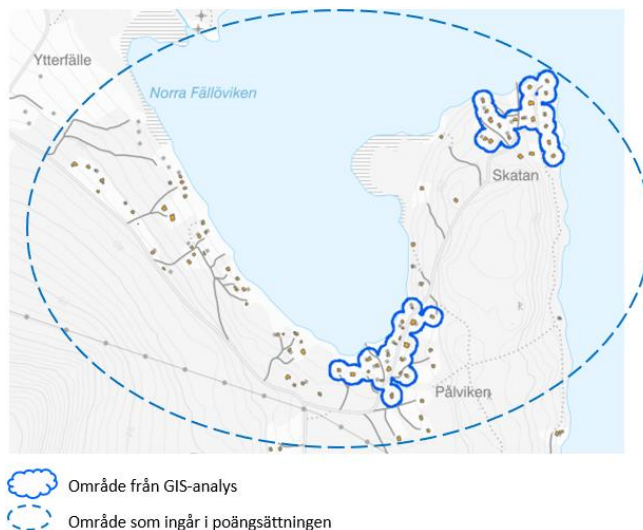 Ytterfälle
Norra Fällöviken
Skatan
Pålviken
Område från GIS-analys
Område som ingår i poängsättningen